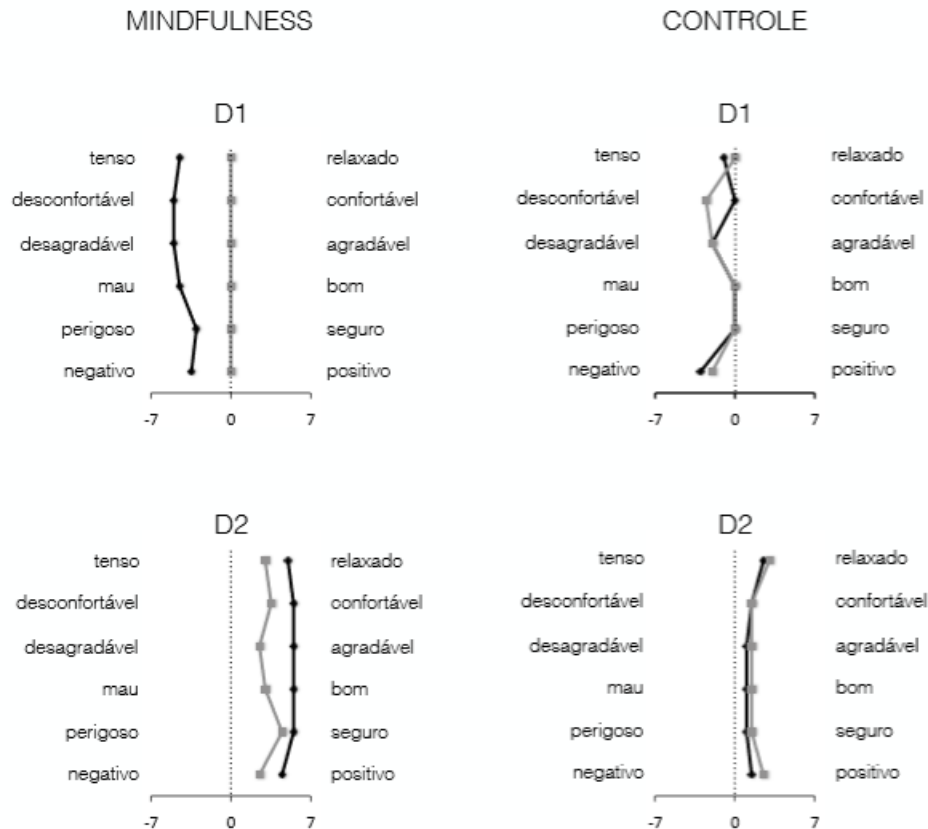 MINDFULNESS CONTROLE
D1 D1
tenso relaxado tenso relaxado
desconfortável confortável desconfortável confortável
desagradável agradável desagradável agradável
mau bom mau bom
perigoso seguro perigoso seguro
negativo positivo negativo positivo
-7 0 7 -7 0 7
D2 D2
tenso relaxado tenso relaxado
desconfortável confortável desconfortável confortável
desagradável agradável desagradável agradável
mau bom mau bom
perigoso seguro perigoso seguro
negativo positivo negativo positivo
-7 0 7 -7 0 7